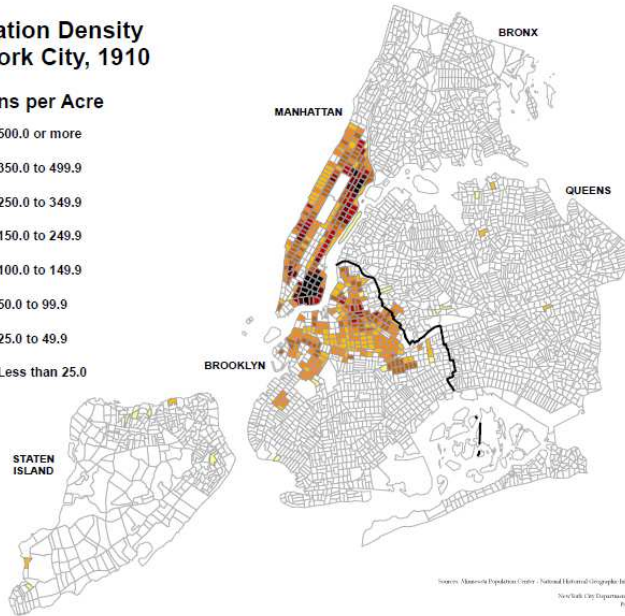 ation Density
ork City, 1910
ns per Acre
500.0 or more
350.0 to 499.9
250.0 to 349.9
150.0 to 249.9
100.0 to 149.9
50.0 to 99.9
25.0 to 49.9
Less than 25.0
BRONX
MANHATTAN
QUEENS
BROOKLYN
STATEN
ISLAND
Sources: Minnesota Population Center - National Historical Geographic
New York City Department